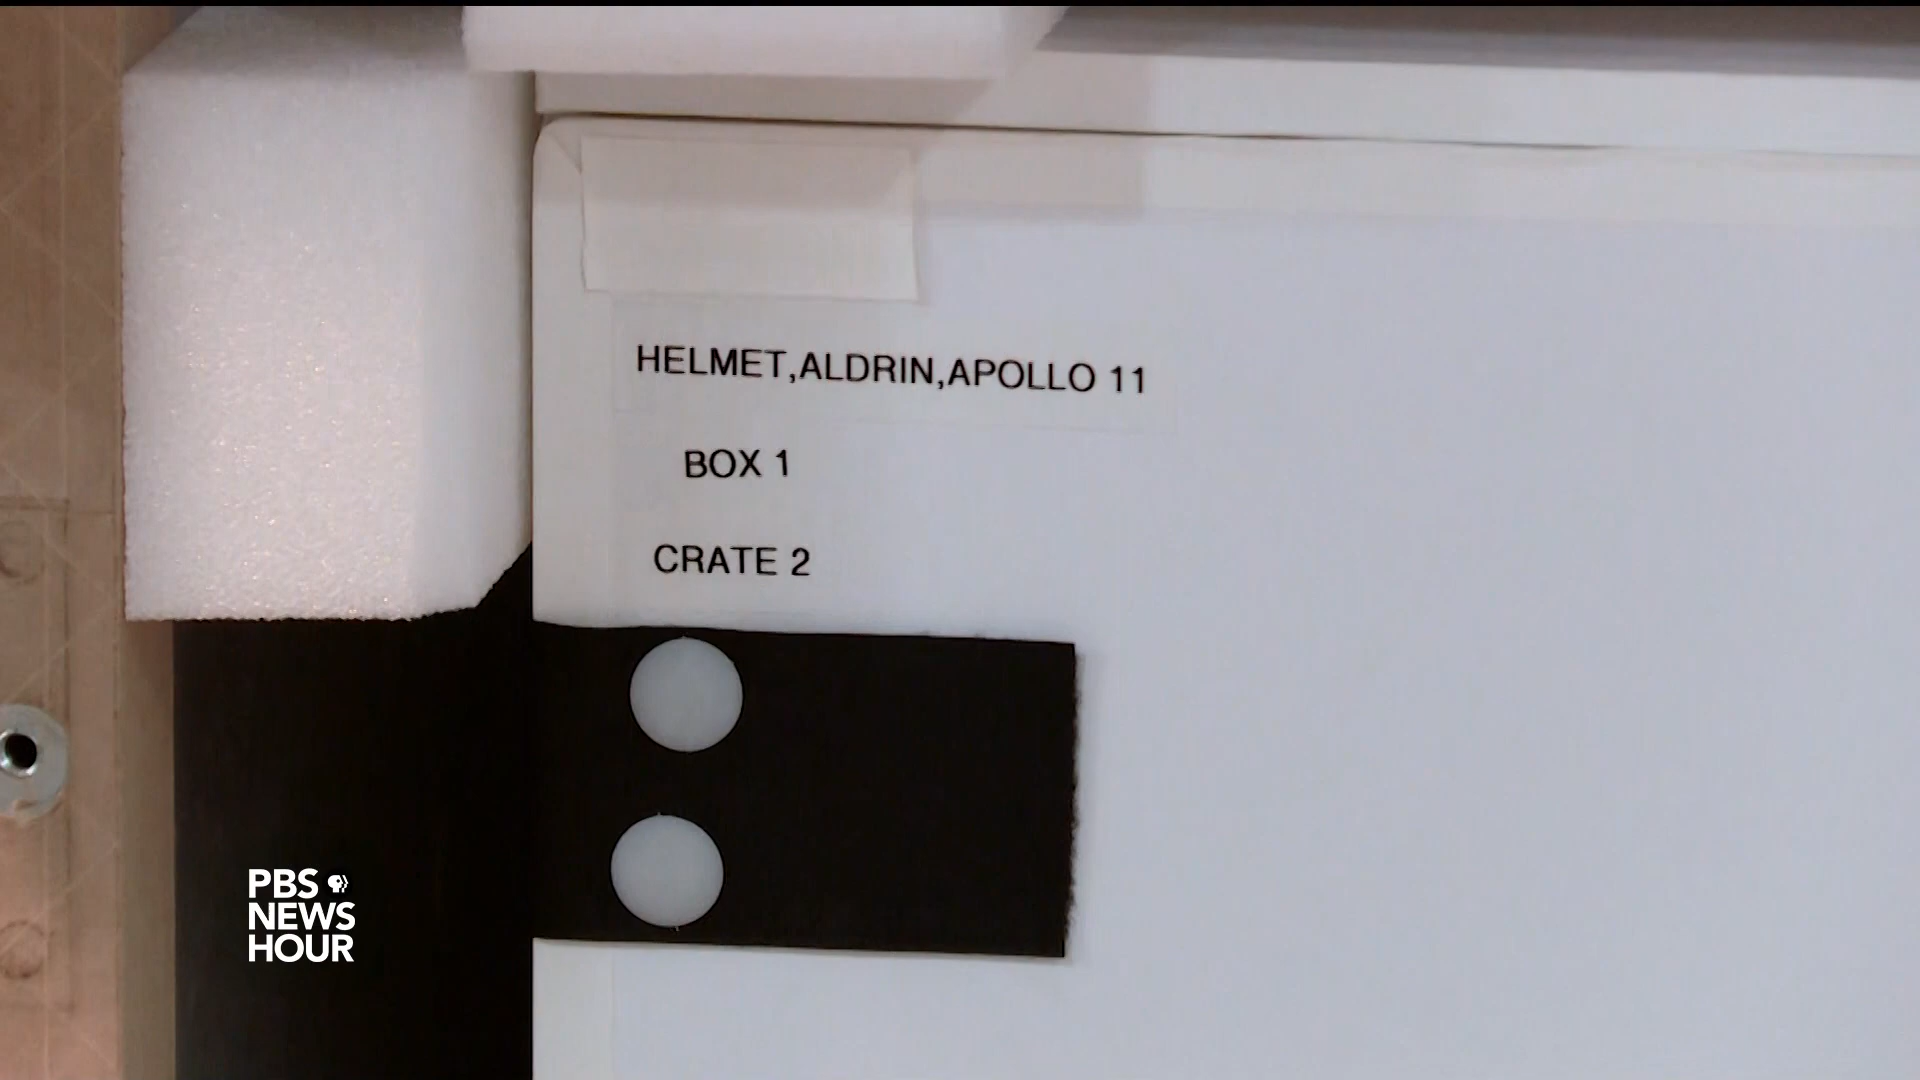 HELMET,ALDRIN,APOLLO 11
BOX 1
CRATE 2
PBS
NEWS
HOUR